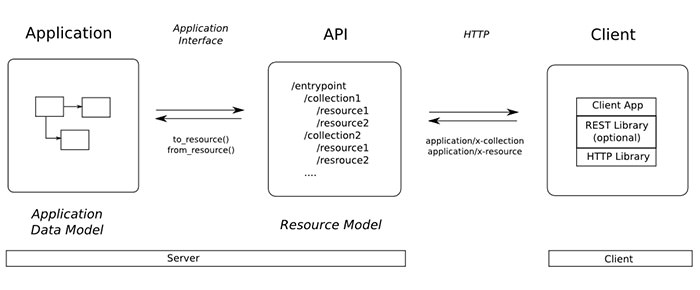 Application
Application
Interface
API
HTTP
Client
/entrypoint
/collection1
/resource1
/resource2
/collection2
/resource1
/resrouce2
....
to_resource()
from_resource()
application/x-collection
application/x-resource
Client App
REST Library
(optional)
HTTP Library
Application
Data Model
Resource Model
Server
Client